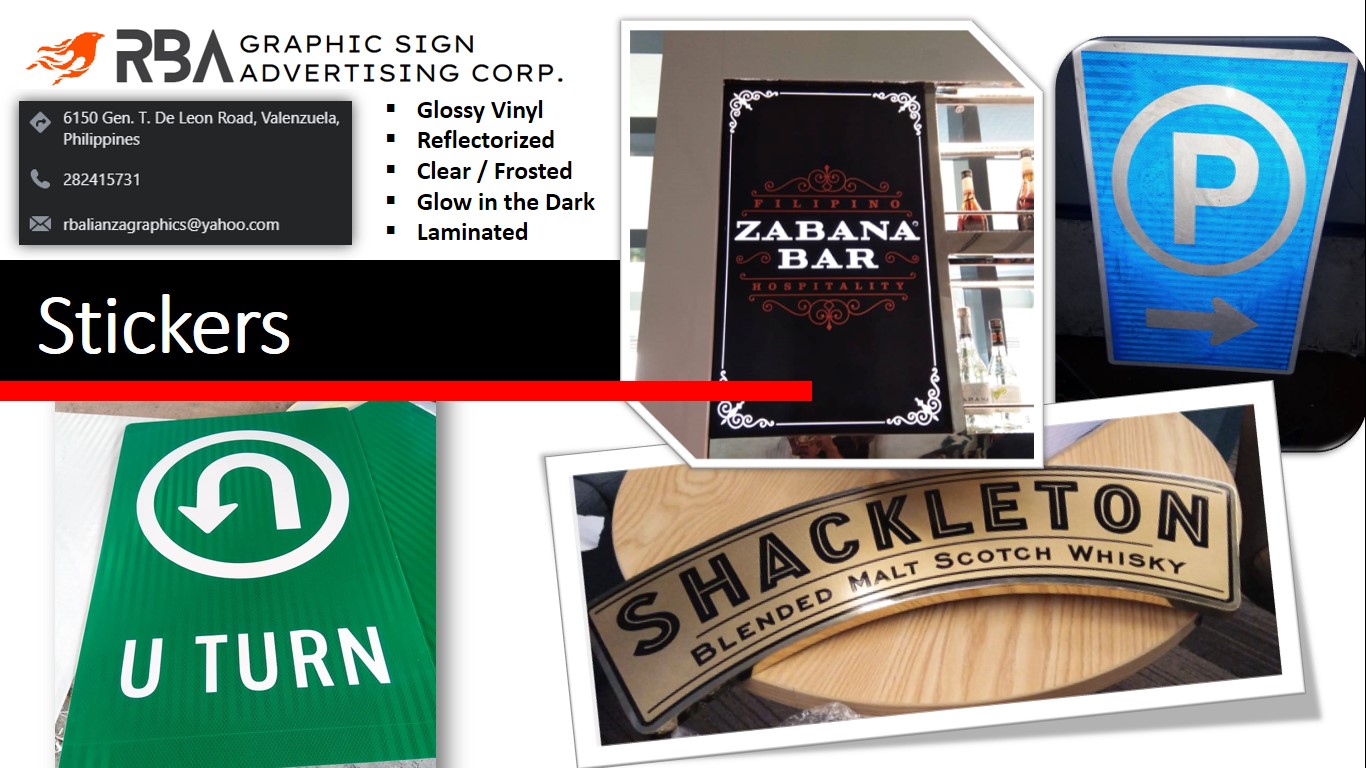 RBA GRAPHIC SIGN
ADVERTISING CORP.
6150 Gen. T. De Leon Road, Valenzuela,
Philippines
282415731
rbalianzagraphics@yahoo.com
▪ Glossy Vinyl
▪ Reflectorized
▪ Clear / Frosted
▪ Glow in the Dark
▪ Laminated
Stickers
FILIPINO
ZABANA
BAR
HOSPITALITY
P
U TURN
SHACKLETON
BLENDED MALT SCOTCH WHISKY